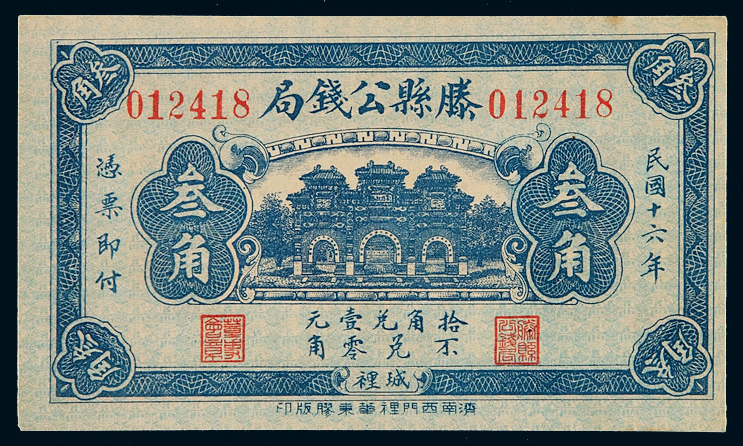 012418 局錢公縣滕 012418
叁角
叁角
叁角
叁角
叁角
叁角
民國十六年
憑票即付
拾角兌壹元
不兌零角
城裡
濟南西門裡華東膠版印